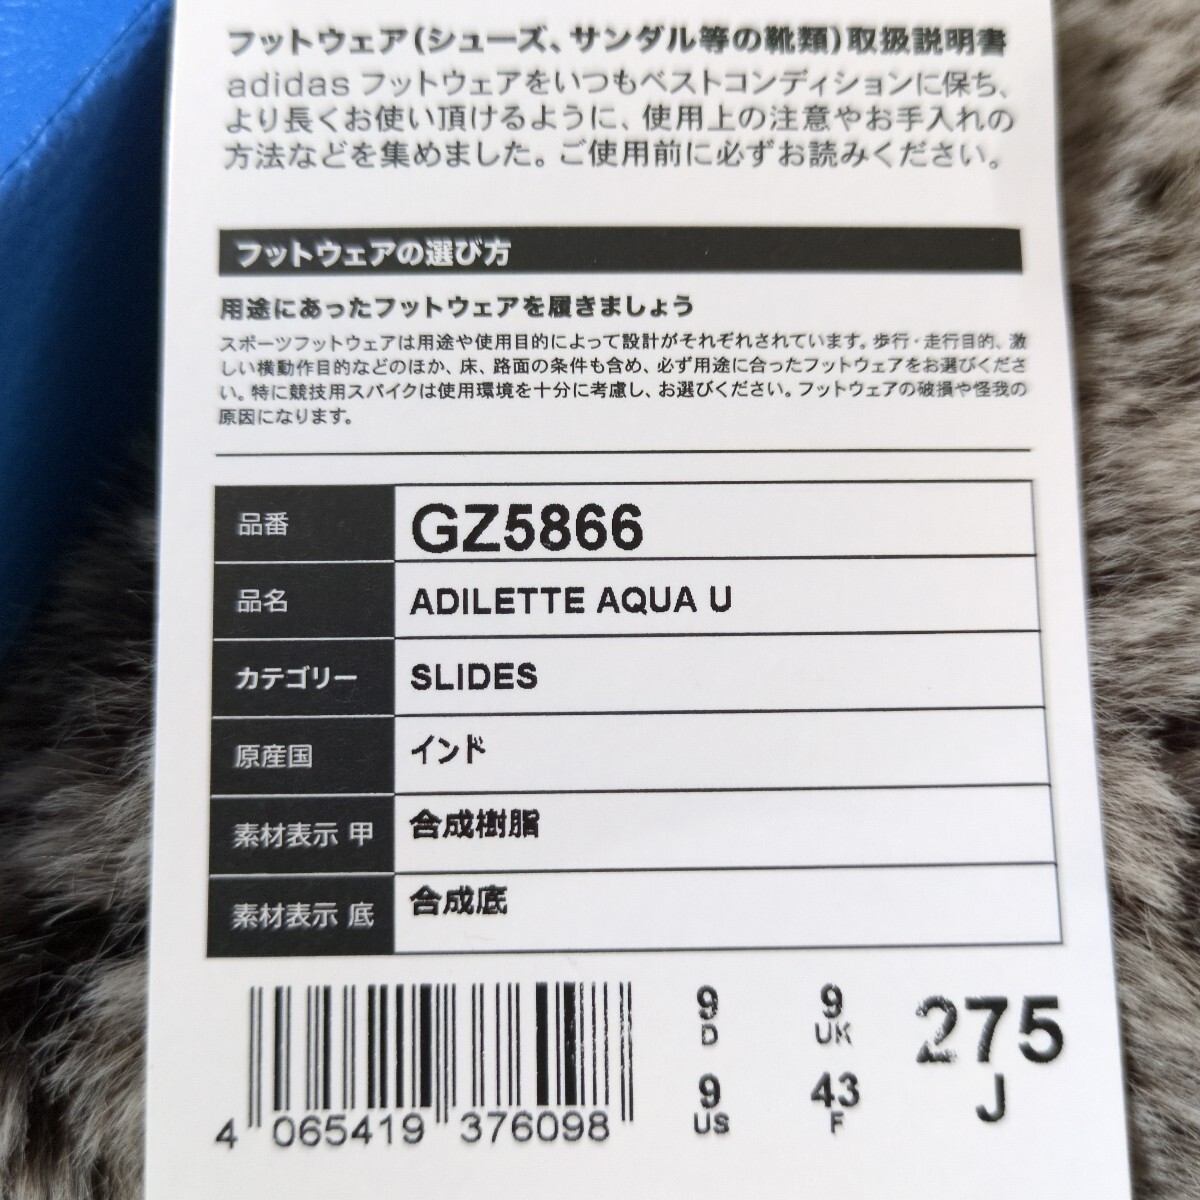 フットウェア(シューズ、サンダル等の靴類)取扱説明書
adidas フットウェアをいつもベストコンディションに保ち、
より長くお使い頂けるように、使用上の注意やお手入れの
方法などを集めました。ご使用前に必ずお読みください。
フットウェアの選び方
用途にあったフットウェアを履きましょう
スポーツフットウェアは用途や使用目的によって設計がそれぞれされています。歩行・走行目的、激
しい横動作目的などのほか、床、路面の条件も含め、必ず用途に合ったフットウェアをお選びくださ
い。特に競技用スパイクは使用環境を十分に考慮し、お選びください。フットウェアの破損や怪我の
原因になります。
品番 GZ5866
品名 ADILETTE AQUA U
カテゴリー SLIDES
原産国 インド
素材表示 甲 合成樹脂
素材表示 底 合成底
4 065419 376098
9 D 9 UK 275 J
9 US 43 F